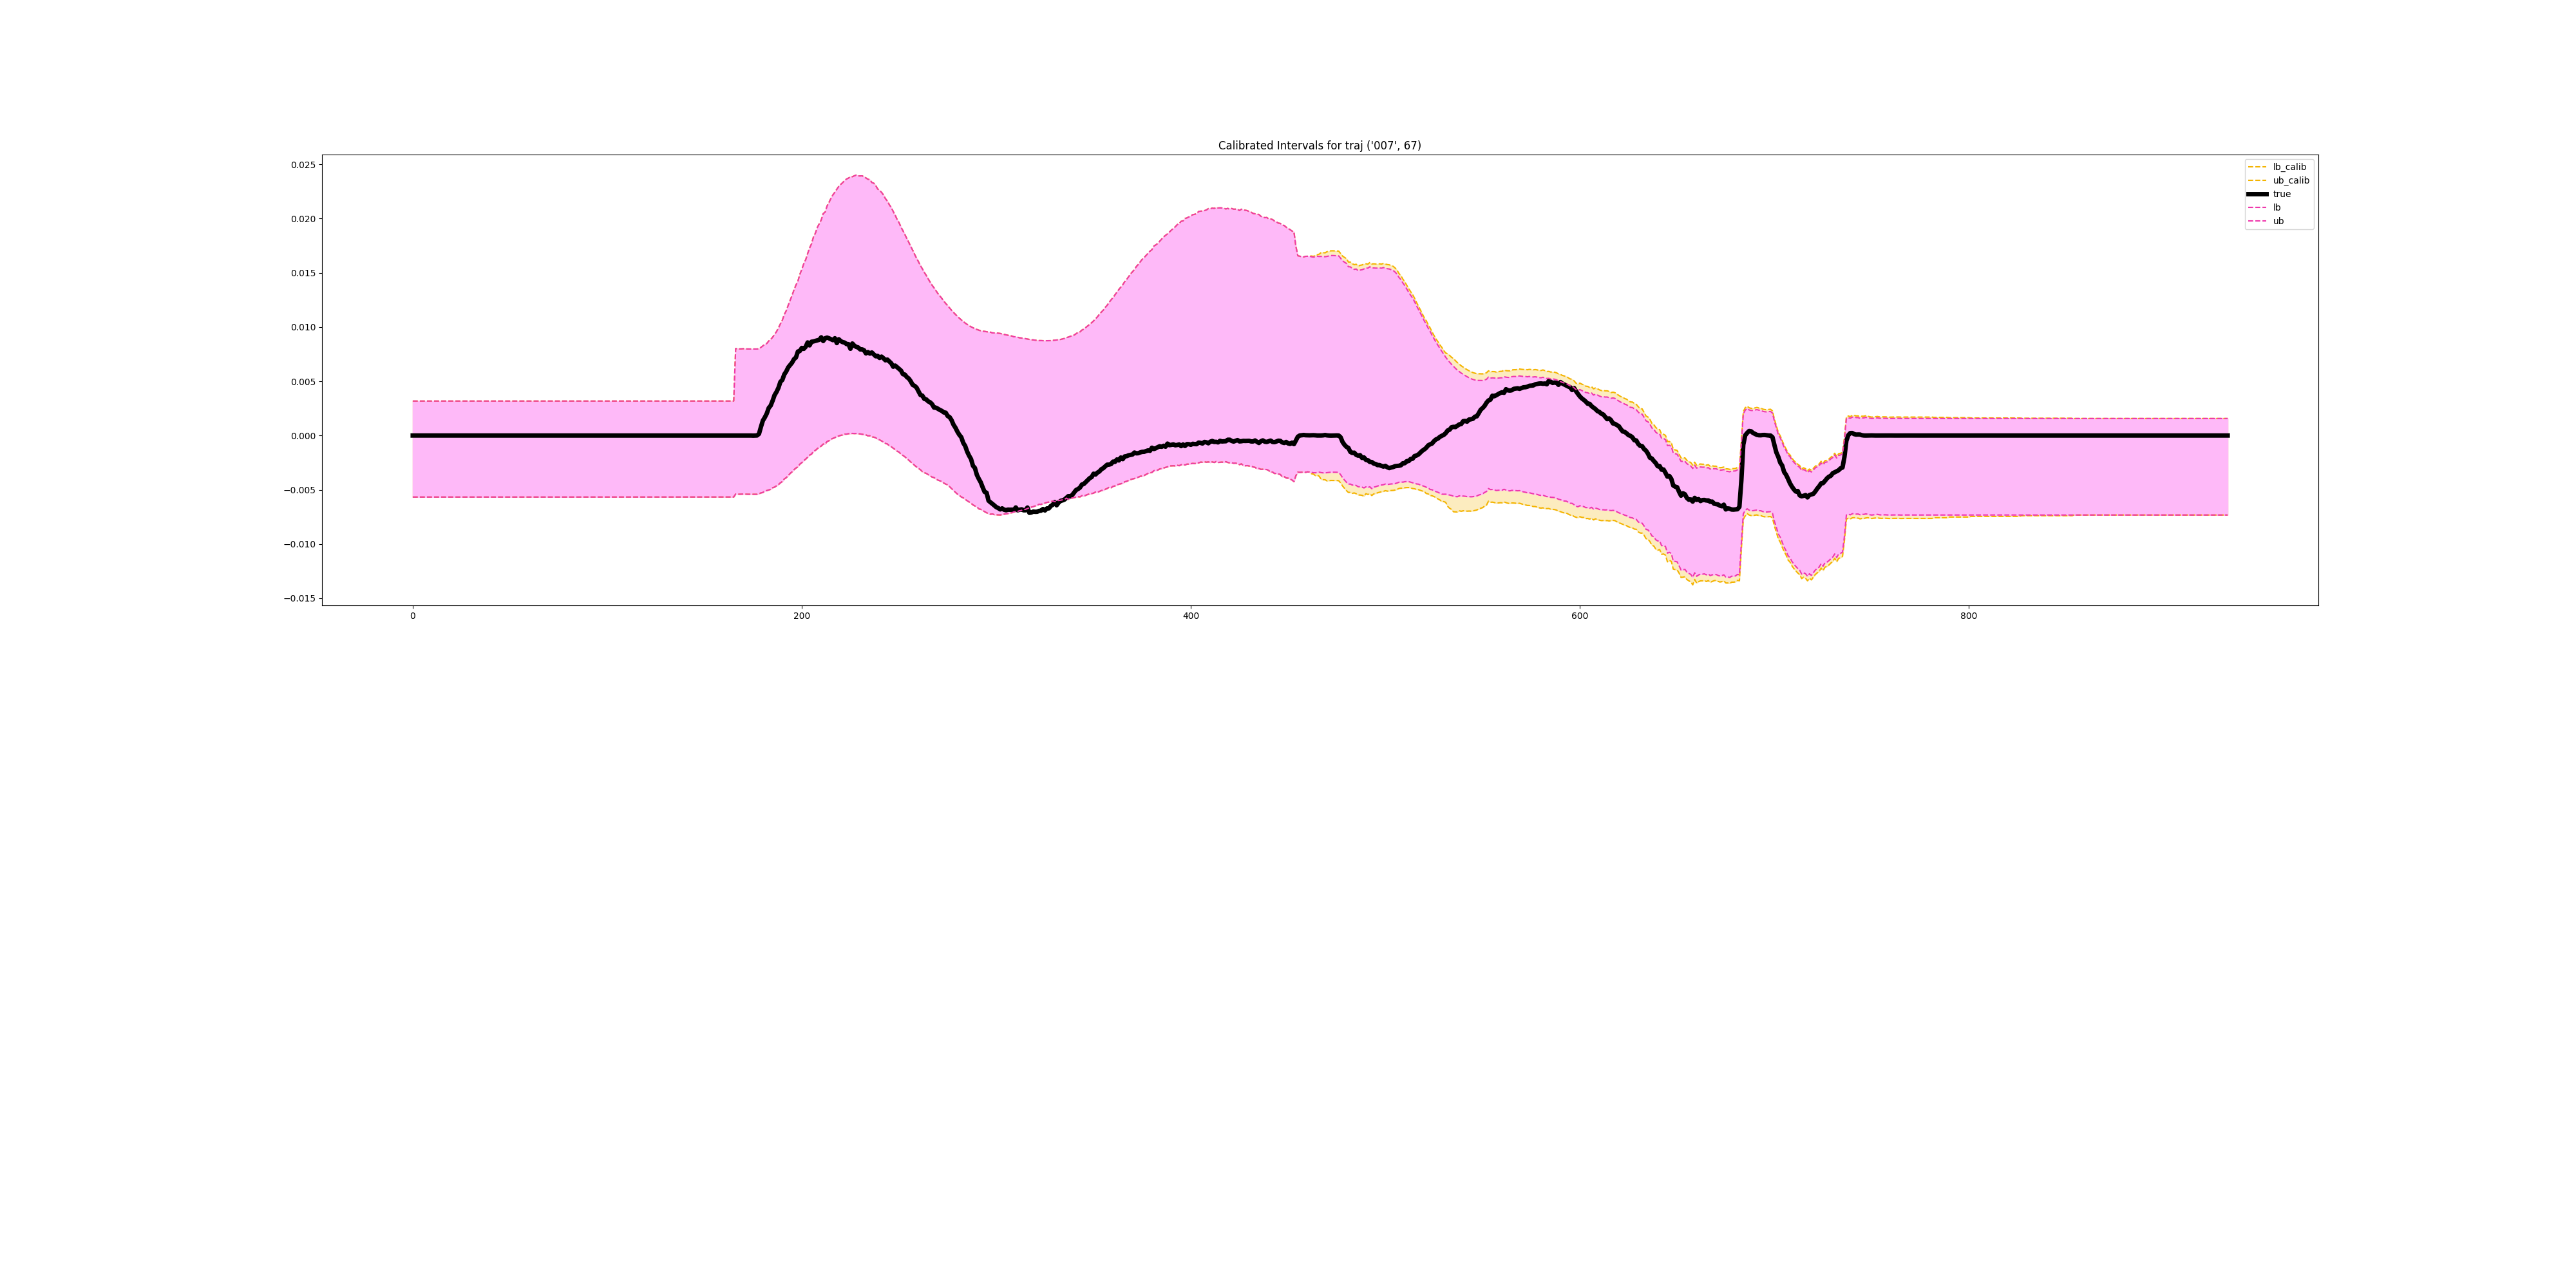 Calibrated Intervals for traj ('007', 67)
0.025
0.020
0.015
0.010
0.005
0.000
−0.005
−0.010
−0.015
0 200 400 600 800
lb_calib
ub_calib
true
lb
ub